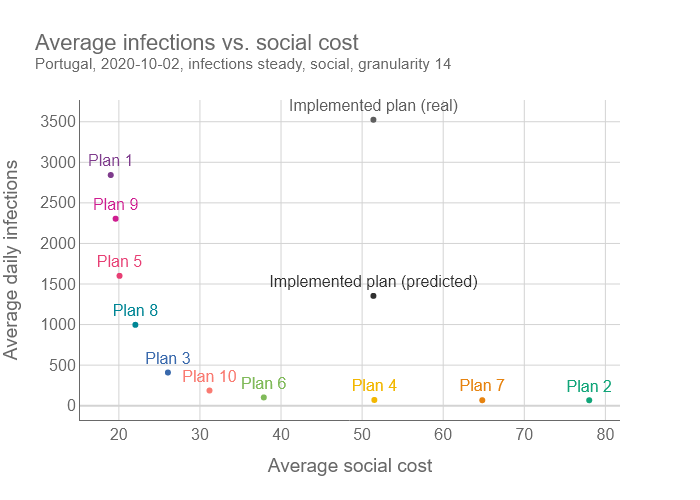 Average infections vs. social cost
Portugal, 2020-10-02, infections steady, social, granularity 14
Implemented plan (real)
3500
Plan 1
3000
Plan 9
2500
Plan 5
2000
Implemented plan (predicted)
1500
Plan 8
1000
Plan 3
500
Plan 10
Plan 6
Plan 4
Plan 7
Plan 2
0
20
30
40
50
60
70
80
Average social cost
Average daily infections